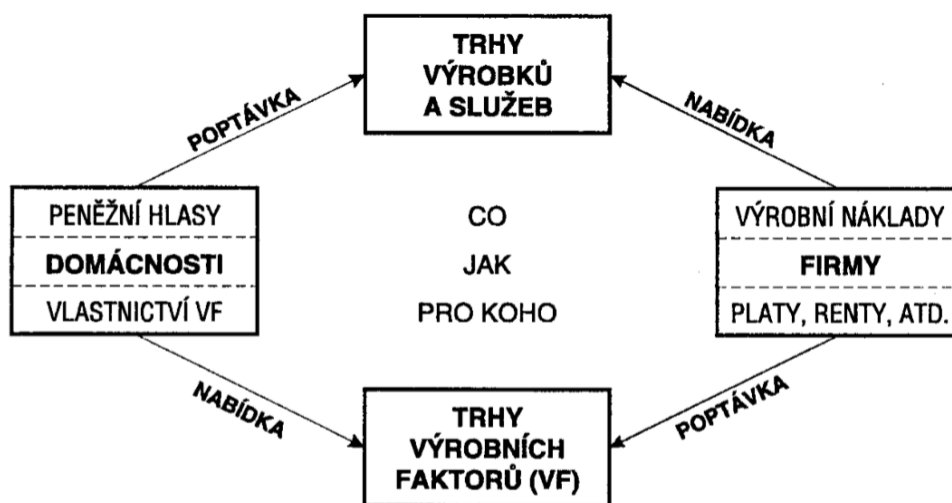 TRHY
VÝROBKŮ
A SLUŽEB
POPTÁVKA
NABÍDKA
PENĚŽNÍ HLASY
DOMÁCNOSTI
VLASTNICTVÍ VF
CO
JAK
PRO KOHO
VÝROBNÍ NÁKLADY
FIRMY
PLATY, RENTY, ATD.
NABÍDKA
POPTÁVKA
TRHY
VÝROBNÍCH
FAKTORŮ (VF)